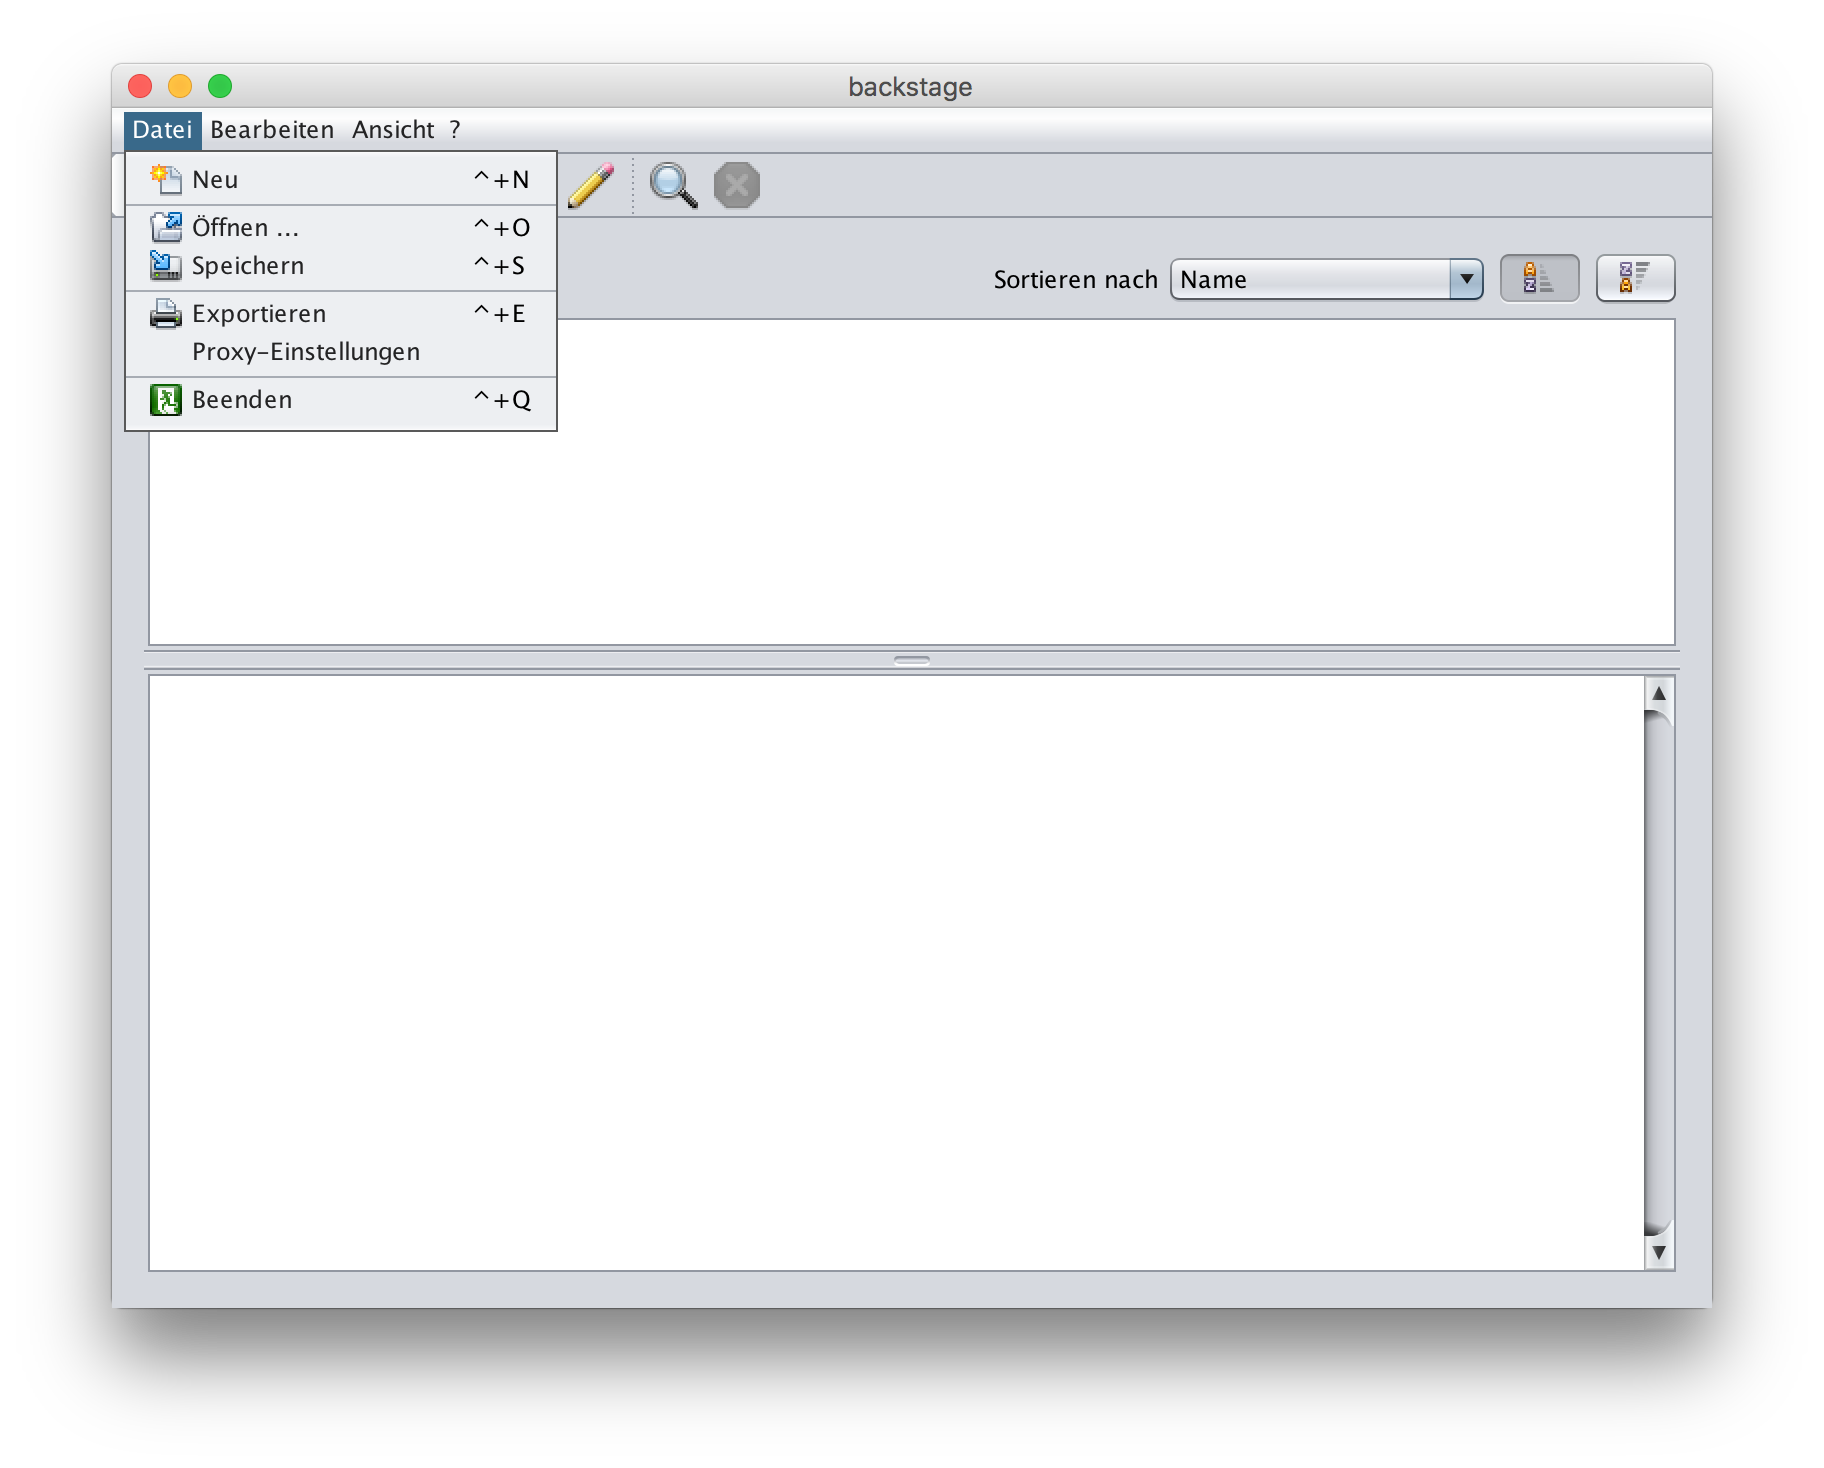 backstage
Datei Bearbeiten Ansicht ?
Neu ^+N
Öffnen ... ^+O
Speichern ^+S
Exportieren ^+E
Proxy-Einstellungen
Beenden ^+Q
Sortieren nach Name
A
Z
Z
A